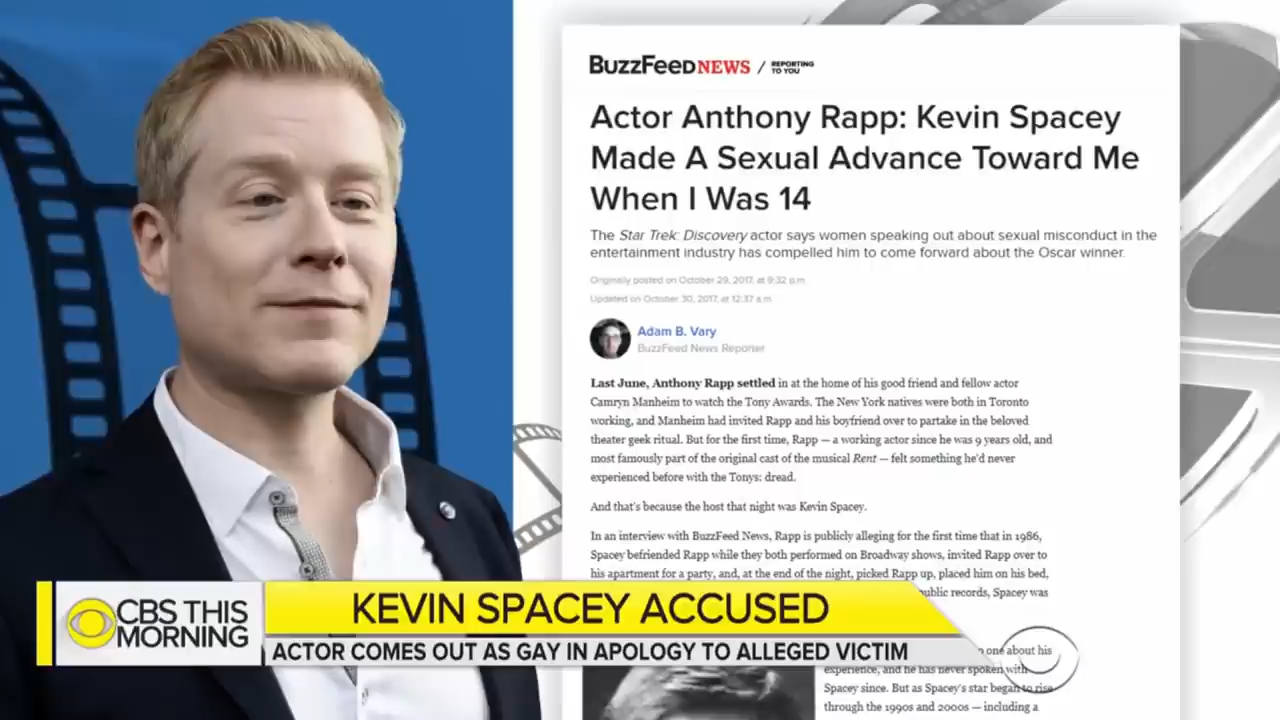 BuzzFeed NEWS / REPORTING TO YOU
Actor Anthony Rapp: Kevin Spacey
Made A Sexual Advance Toward Me
When I Was 14
The Star Trek: Discovery actor says women speaking out about sexual misconduct in the
entertainment industry has compelled him to come forward about the Oscar winner.
Originally posted on October 29, 2017, at 9:32 p.m.
Updated on October 30, 2017, at 12:37 a.m.
Adam B. Vary
BuzzFeed News Reporter
Last June, Anthony Rapp settled in at the home of his good friend and fellow actor
Camryn Manheim to watch the Tony Awards. The New York natives were both in Toronto
working, and Manheim had invited Rapp and his boyfriend over to partake in the beloved
theater geek ritual. But for the first time, Rapp — a working actor since he was 9 years old, and
most famously part of the original cast of the musical Rent — felt something he'd never
experienced before with the Tonys: dread.
And that's because the host that night was Kevin Spacey.
In an interview with BuzzFeed News, Rapp is publicly alleging for the first time that in 1986,
Spacey befriended Rapp while they both performed on Broadway shows, invited Rapp over to
his apartment for a party, and, at the end of the night, picked Rapp up, placed him on his bed,
public records, Spacey was
one about his
experience, and he has never spoken with
Spacey since. But as Spacey's star began to rise
through the 1990s and 2000s — including a
CBS THIS
MORNING
KEVIN SPACEY ACCUSED
ACTOR COMES OUT AS GAY IN APOLOGY TO ALLEGED VICTIM